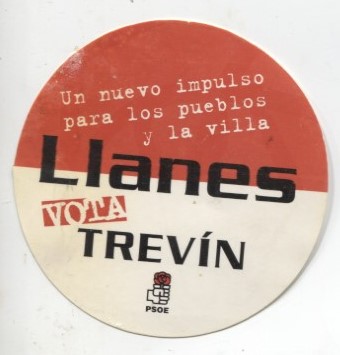 Un nuevo impulso
para los pueblos
y la villa
Llanes
VOTA
TREVÍN
PSOE